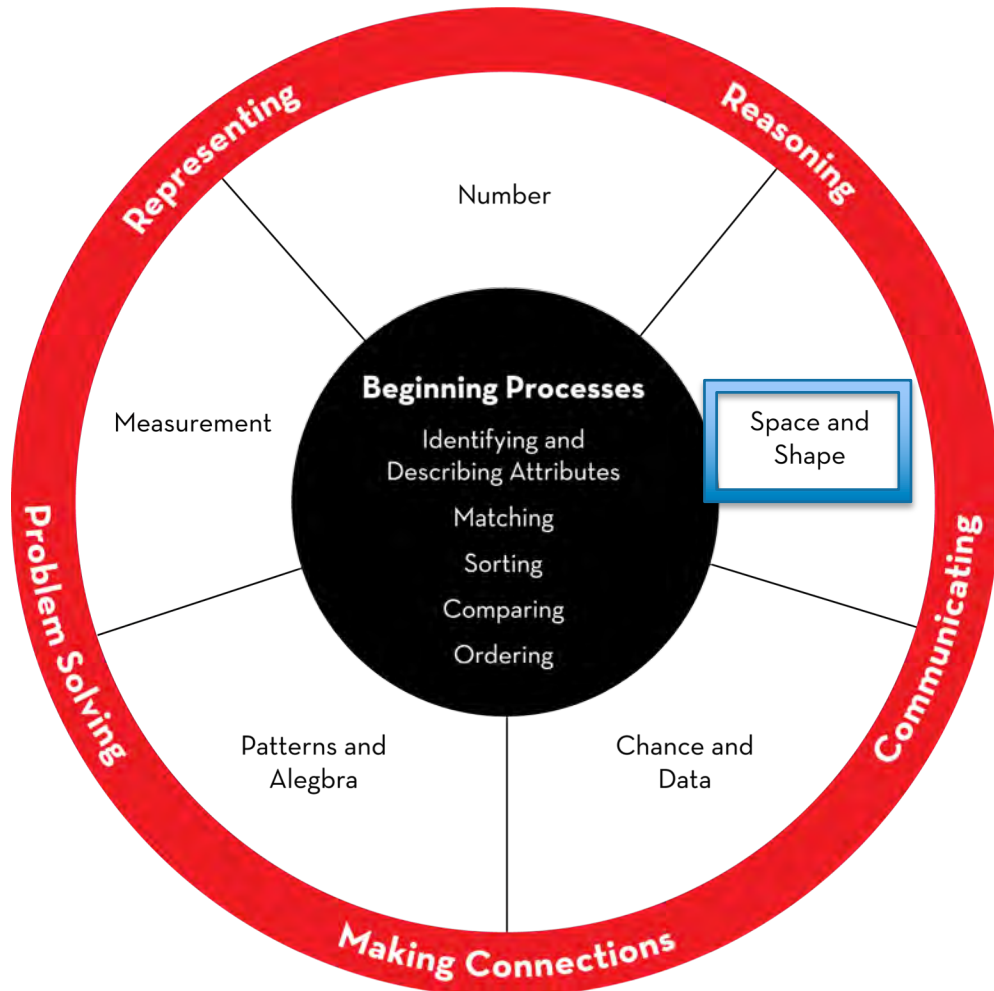 Representing
Reasoning
Number
Measurement
Beginning Processes
Identifying and
Describing Attributes
Matching
Sorting
Comparing
Ordering
Space and
Shape
Problem Solving
Communicating
Patterns and
Alegbra
Chance and
Data
Making Connections